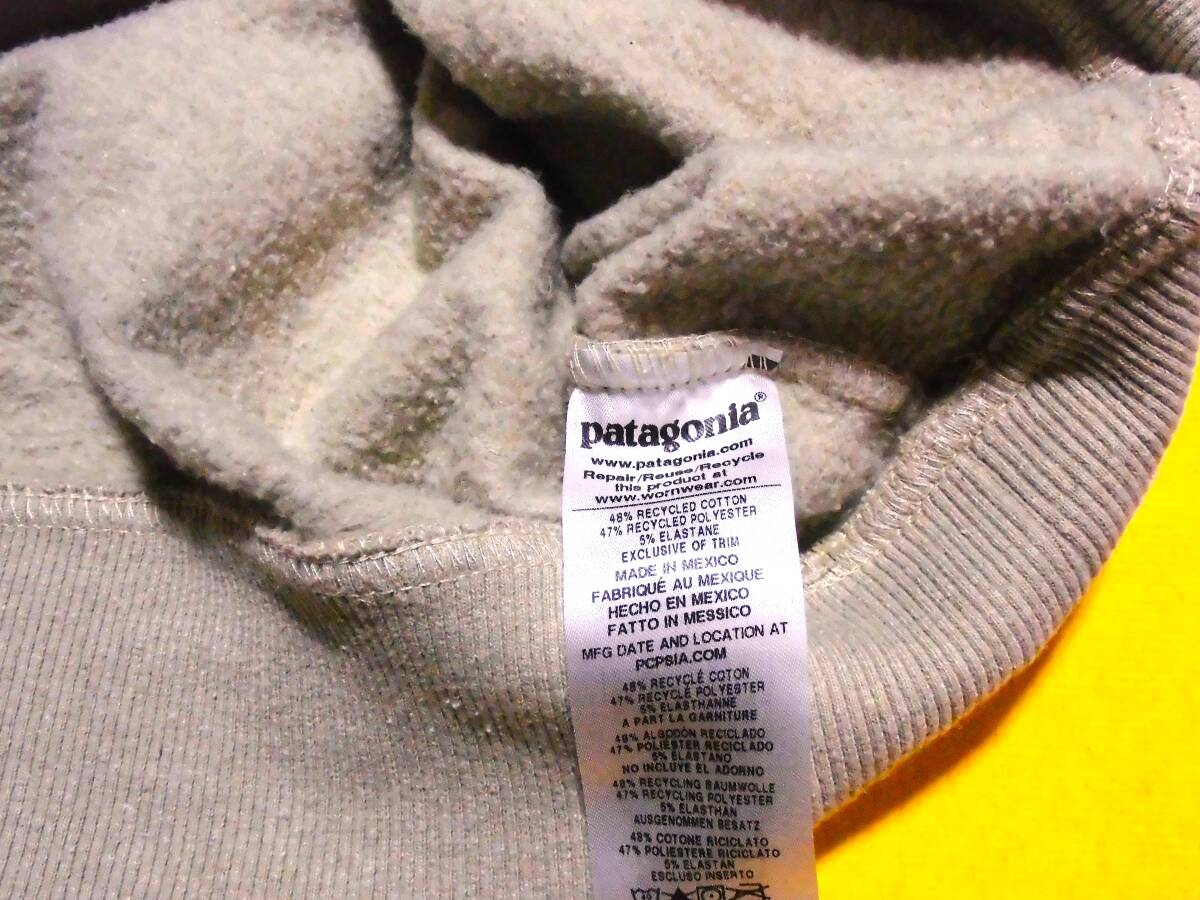 patagonia®
www.patagonia.com
Repair/Reuse/Recycle
this product at
www.wornwear.com
48% RECYCLED COTTON
47% RECYCLED POLYESTER
5% ELASTANE
EXCLUSIVE OF TRIM
MADE IN MEXICO
FABRIQUÉ AU MEXIQUE
HECHO EN MEXICO
FATTO IN MESSICO
MFG DATE AND LOCATION AT
PCPSIA.COM
48% RECYCLÉ COTON
47% RECYCLÉ POLYESTER
5% ELASTHANNE
A PART LA GARNITURE
48% ALGODÓN RECICLADO
47% POLIESTER RECICLADO
5% ELASTANO
NO INCLUYE EL ADORNO
48% RECYCLING BAUMWOLLE
47% RECYCLING POLYESTER
5% ELASTHAN
AUSGENOMMEN BESATZ
48% COTONE RICICLATO
47% POLIESTERE RICICLATO
5% ELASTAN
ESCLUSO INSERTO